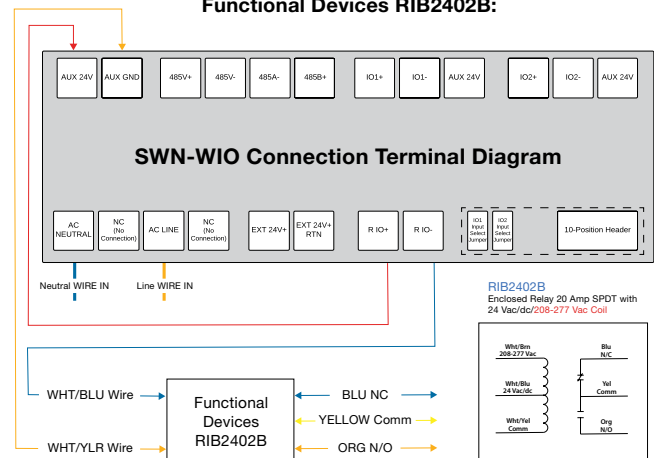 Functional Devices RIB2402B:
AUX 24V
AUX GND
485V+
485V-
485A-
485B+
IO1+
IO1-
AUX 24V
IO2+
IO2-
AUX 24V
SWN-WIO Connection Terminal Diagram
AC
NEUTRAL
NC
(No
Connection)
AC LINE
NC
(No
Connection)
EXT 24V+
EXT 24V+
RTN
R IO+
R IO-
IO1
Input
Select
Jumper
IO2
Input
Select
Jumper
10-Position Header
Neutral WIRE IN
Line WIRE IN
RIB2402B
Enclosed Relay 20 Amp SPDT with
24 Vac/dc/208-277 Vac Coil
Wht/Brn
208-277 Vac
Blu
N/C
Wht/Blu
24 Vac/dc
Yel
Comm
Wht/Yel
Comm
Org
N/O
WHT/BLU Wire
Functional
Devices
RIB2402B
BLU NC
YELLOW Comm
WHT/YLR Wire
ORG N/O